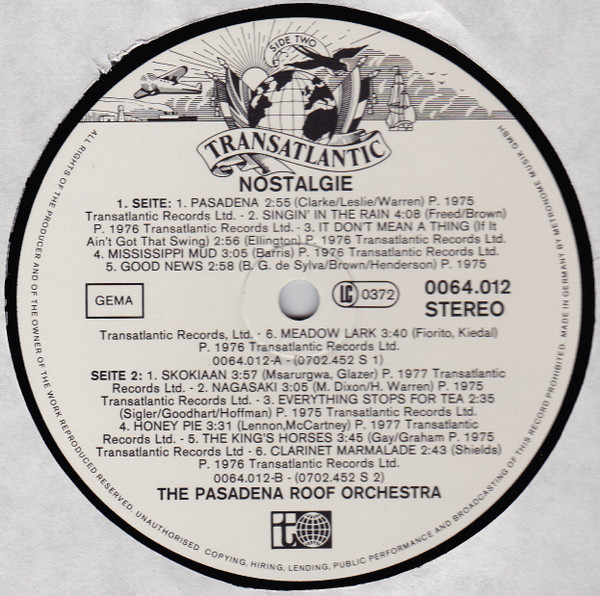 SIDE TWO
TRANSATLANTIC
NOSTALGIE
1. SEITE: 1. PASADENA 2:55 (Clarke/Leslie/Warren) P. 1975
Transatlantic Records Ltd. · 2. SINGIN' IN THE RAIN 4:08 (Freed/Brown)
P. 1976 Transatlantic Records Ltd. · 3. IT DON'T MEAN A THING (If It
Ain't Got That Swing) 2:56 (Ellington) P. 1976 Transatlantic Records Ltd.
4. MISSISSIPPI MUD 3:05 (Barris) P. 1976 Transatlantic Records Ltd.
5. GOOD NEWS 2:58 (B. G. de Sylva/Brown/Henderson) P. 1975
GEMA
LC 0372
0064.012
STEREO
Transatlantic Records, Ltd. · 6. MEADOW LARK 3:40 (Fiorito, Kiedal)
P. 1976 Transatlantic Records Ltd.
0064.012-A - (0702.452 S 1)
SEITE 2: 1. SKOKIAAN 3:57 (Msarurgwa, Glazer) P. 1977 Transatlantic
Records Ltd. - 2. NAGASAKI 3:05 (M. Dixon/H. Warren) P. 1975
Transatlantic Records Ltd. · 3. EVERYTHING STOPS FOR TEA 2:35
(Sigler/Goodhart/Hoffman) P. 1975 Transatlantic Records Ltd.
4. HONEY PIE 3:31 (Lennon,McCartney) P. 1977 Transatlantic
Records Ltd. - 5. THE KING'S HORSES 3:45 (Gay/Graham P. 1975
Transatlantic Records Ltd · 6. CLARINET MARMALADE 2:43 (Shields)
P. 1976 Transatlantic Records Ltd.
0064.012-B - (0702.452 S 2)
THE PASADENA ROOF ORCHESTRA
t
ALL RIGHTS OF THE PRODUCER AND OF THE OWNER OF THE WORK REPRODUCED RESERVED. UNAUTHORISED COPYING, HIRING, LENDING, PUBLIC PERFORMANCE AND BROADCASTING OF THIS RECORD PROHIBITED. MADE IN GERMANY BY METRONOME MUSIK GMBH